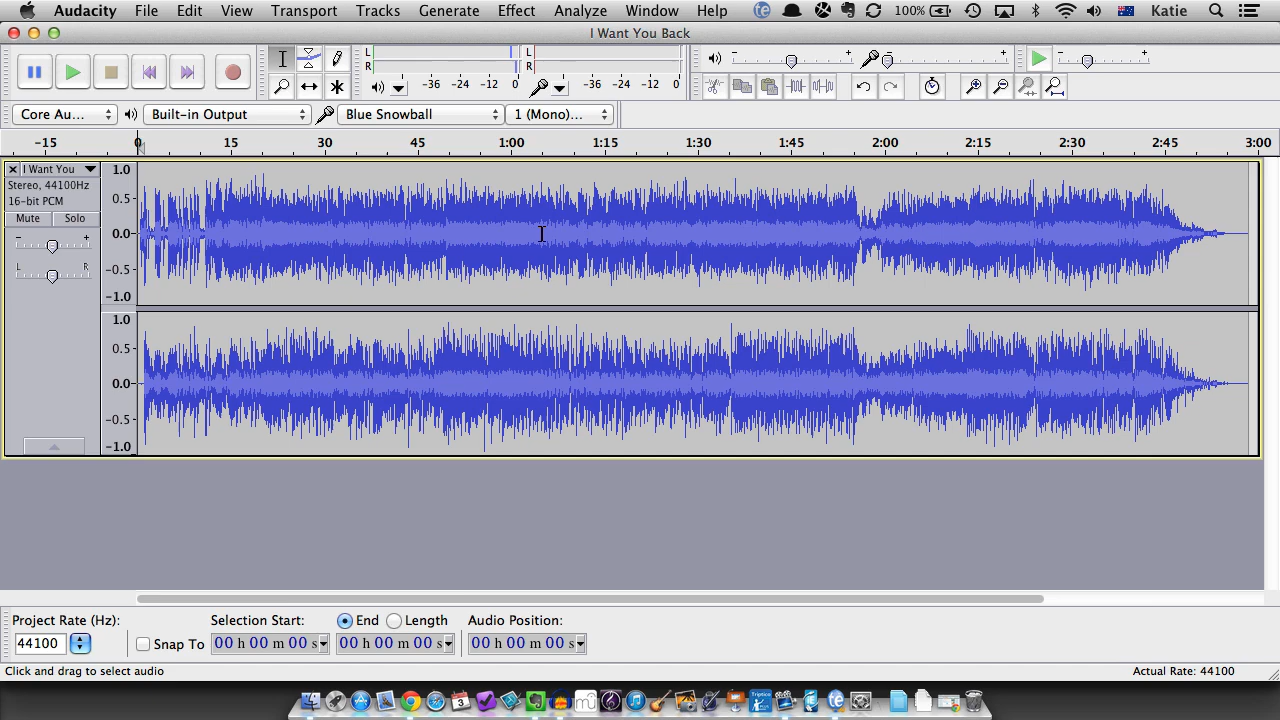 Audacity File Edit View Transport Tracks Generate Effect Analyze Window Help 100% Katie
I Want You Back
L
R
-36 -24 -12 0
L
R
-36 -24 -12 0
Core Au... Built-in Output Blue Snowball 1 (Mono)...
-15 0 15 30 45 1:00 1:15 1:30 1:45 2:00 2:15 2:30 2:45 3:00
I Want You
Stereo, 44100Hz
16-bit PCM
Mute Solo
- +
L R
1.0
0.5
0.0
-0.5
-1.0
1.0
0.5
0.0
-0.5
-1.0
Project Rate (Hz): Selection Start: End Length Audio Position:
44100 Snap To 00 h 00 m 00 s 00 h 00 m 00 s 00 h 00 m 00 s
Click and drag to select audio Actual Rate: 44100